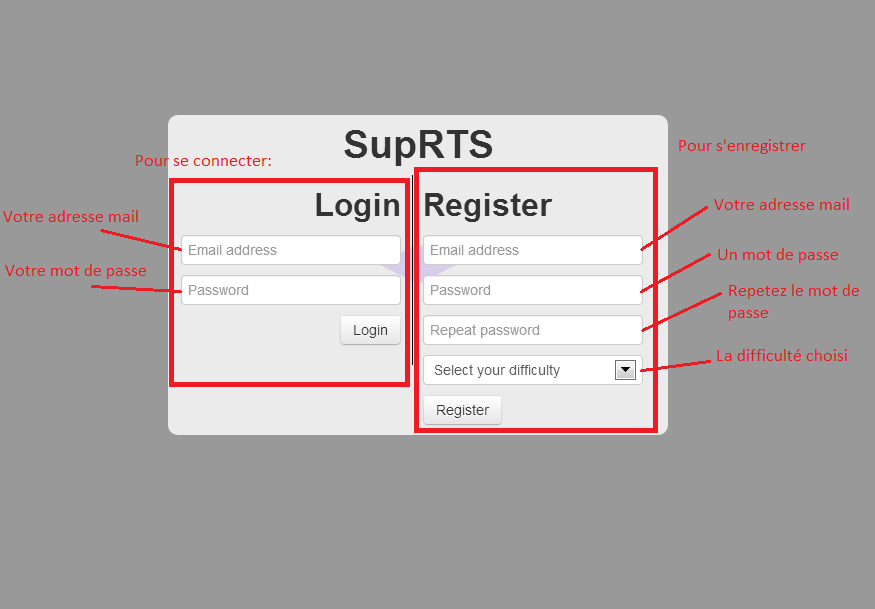 SupRTS
Pour s'enregistrer
Pour se connecter:
Login
Register
Votre adresse mail
Votre adresse mail
Email address
Email address
Un mot de passe
Votre mot de passe
Password
Password
Repetez le mot de
passe
Login
Repeat password
La difficulté choisi
Select your difficulty
Register